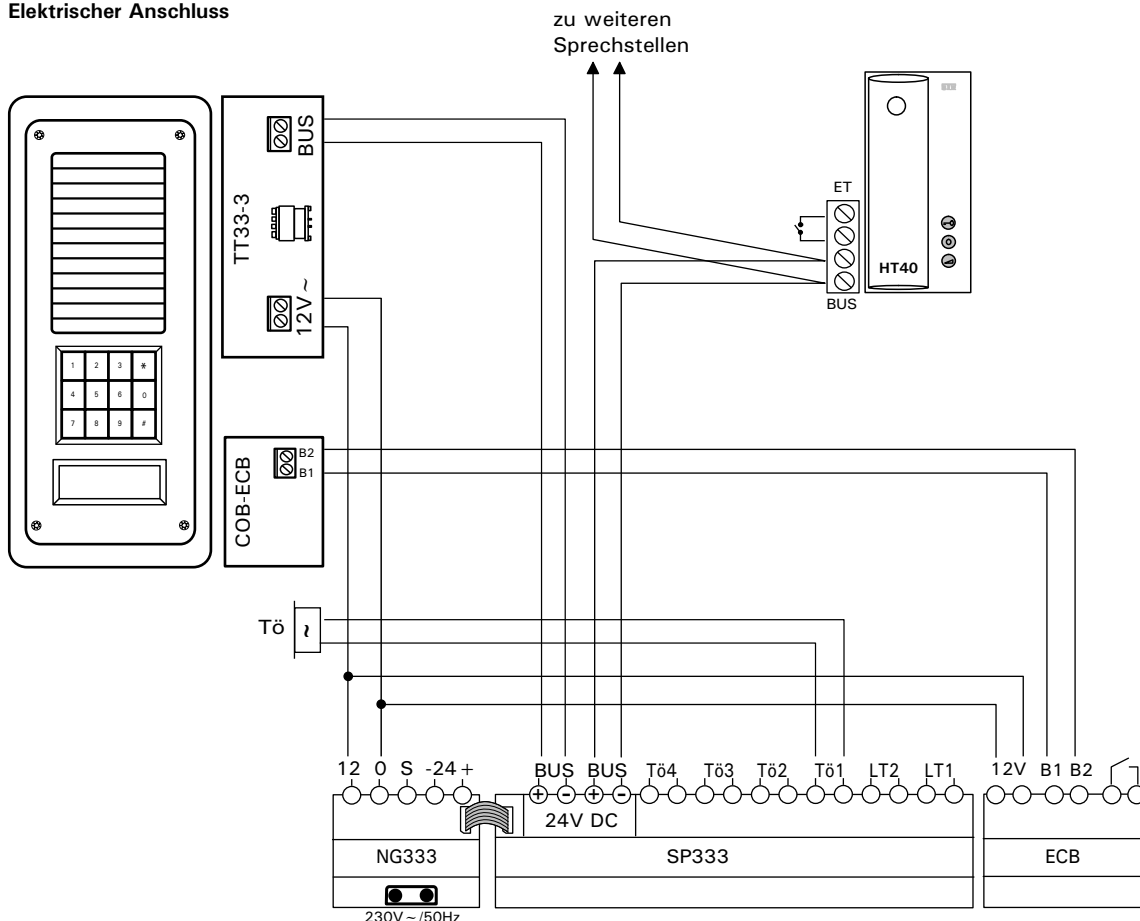 Elektrischer Anschluss
zu weiteren
Sprechstellen
BUS
TT33-3
12V ~
ET
HT40
BUS
1 2 3 *
4 5 6 0
7 8 9 #
COB-ECB
B2
B1
Tö ~
12 0 S -24 +
BUS BUS Tö4 Tö3 Tö2 Tö1 LT2 LT1
12V B1 B2
+ - + -
24V DC
NG333
SP333
ECB
230V ~ /50Hz